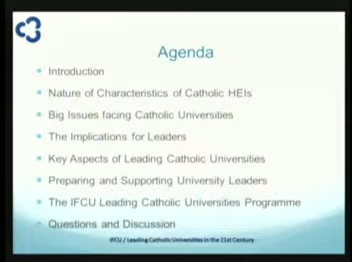 Agenda
Introduction
Nature of Characteristics of Catholic HEIs
Big Issues facing Catholic Universities
The Implications for Leaders
Key Aspects of Leading Catholic Universities
Preparing and Supporting University Leaders
The IFCU Leading Catholic Universities Programme
Questions and Discussion
IFCU / Leading Catholic Universities in the 21st Century